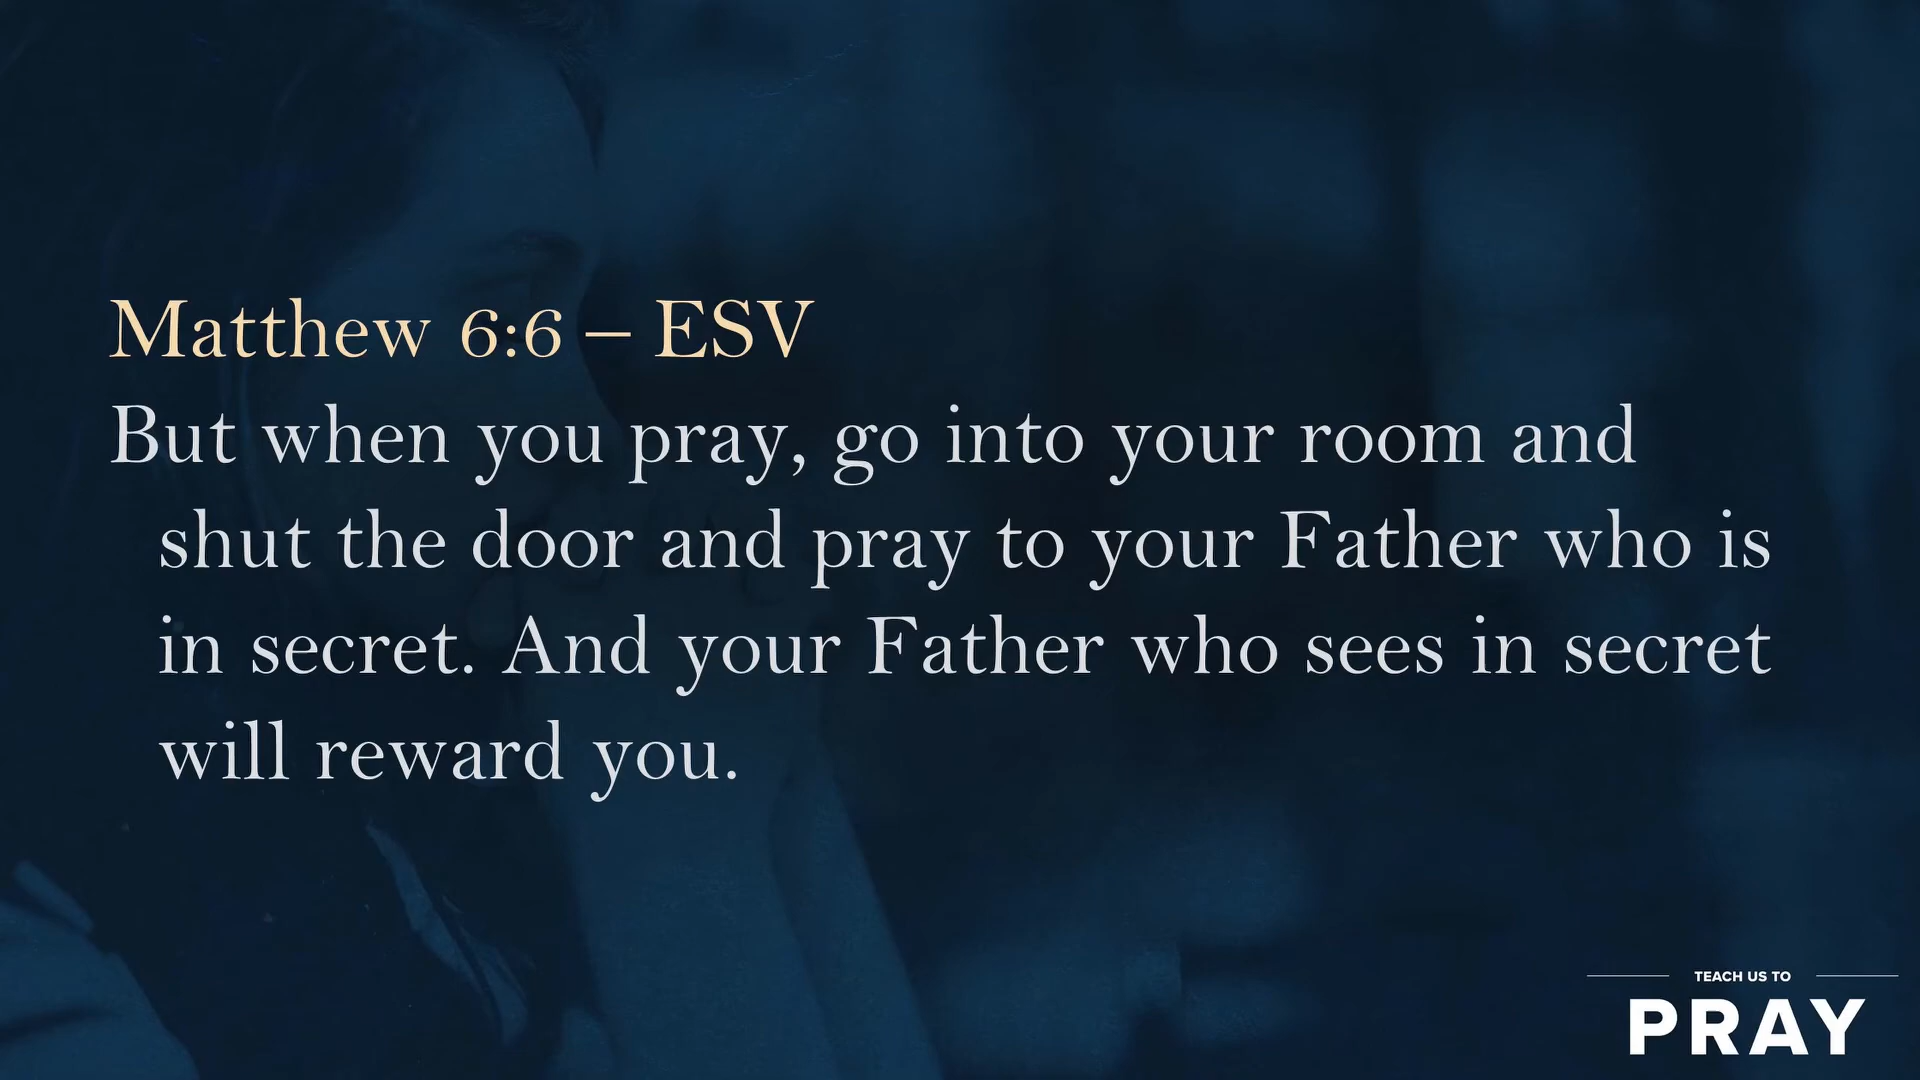 Matthew 6:6 – ESV
But when you pray, go into your room and
shut the door and pray to your Father who is
in secret. And your Father who sees in secret
will reward you.
TEACH US TO
PRAY